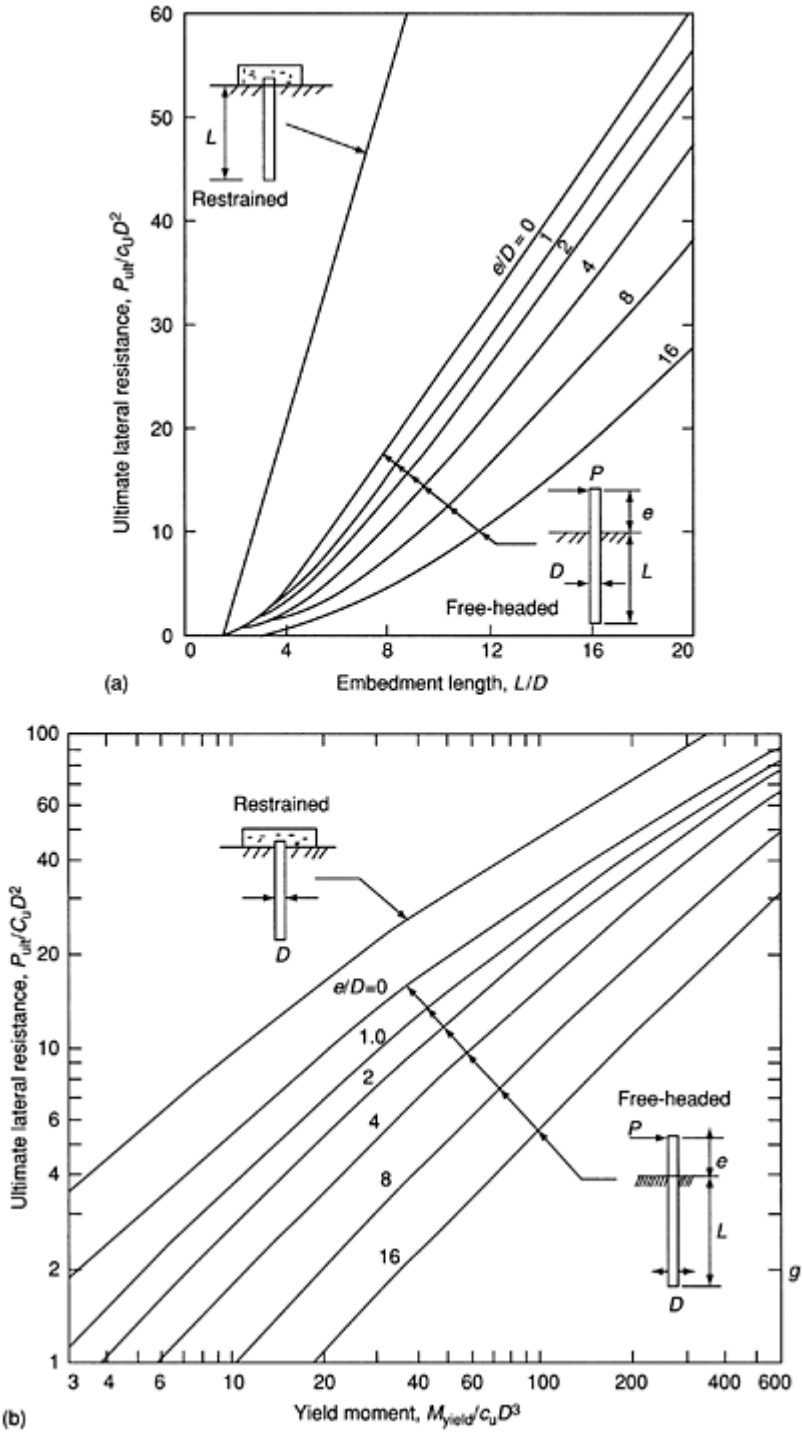 60
50
40
30
20
10
0
Ultimate lateral resistance, Pult/cuD2
L
Restrained
e/D = 0
1
2
4
8
16
P
e
D
L
Free-headed
0
4
8
12
16
20
(a)
Embedment length, L/D
100
60
40
20
10
6
4
2
1
Ultimate lateral resistance, Pult/CuD2
Restrained
D
e/D=0
1.0
2
4
8
16
Free-headed
P
e
L
D
g
3
4
6
10
20
40
60
100
200
400
600
(b)
Yield moment, Myield/cuD3